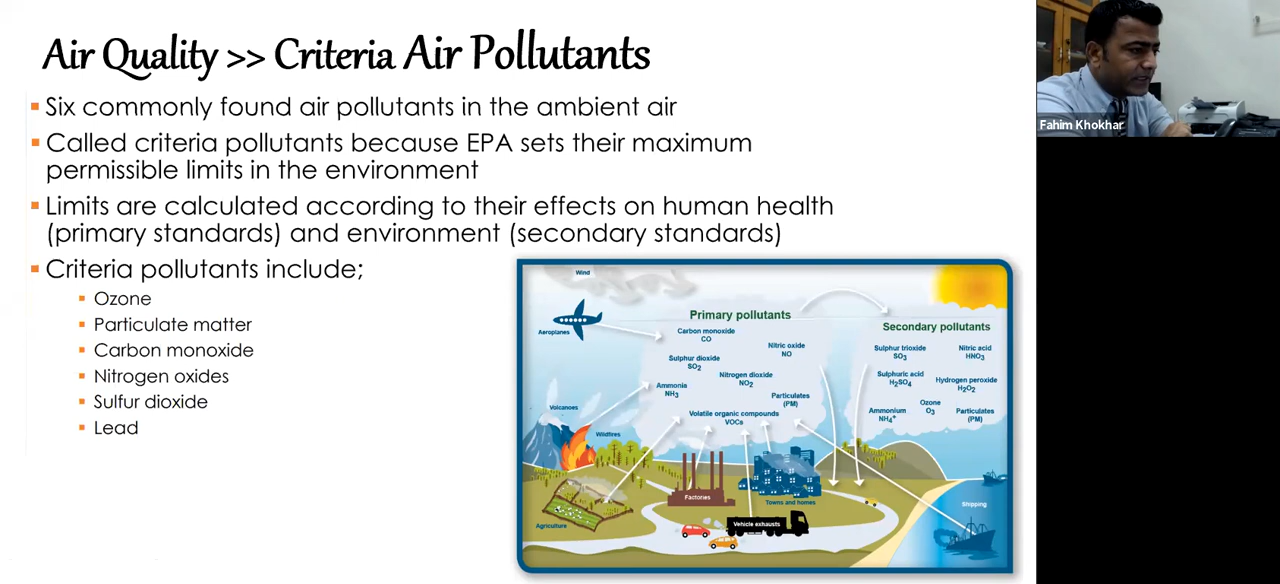 Air Quality >> Criteria Air Pollutants
Six commonly found air pollutants in the ambient air
Called criteria pollutants because EPA sets their maximum
permissible limits in the environment
Limits are calculated according to their effects on human health
(primary standards) and environment (secondary standards)
Criteria pollutants include;
Ozone
Particulate matter
Carbon monoxide
Nitrogen oxides
Sulfur dioxide
Lead
Wind
Aeroplanes
Primary pollutants
Carbon monoxide
CO
Nitric oxide
NO
Sulphur dioxide
SO2
Nitrogen dioxide
NO2
Ammonia
NH3
Particulates
(PM)
Volatile organic compounds
VOCs
Secondary pollutants
Sulphur trioxide
SO3
Nitric acid
HNO3
Sulphuric acid
H2SO4
Hydrogen peroxide
H2O2
Ozone
O3
Ammonium
NH4+
Particulates
(PM)
Volcanoes
Wildfires
Factories
Towns and homes
Agriculture
Vehicle exhausts
Shipping
Fahim Khokhar